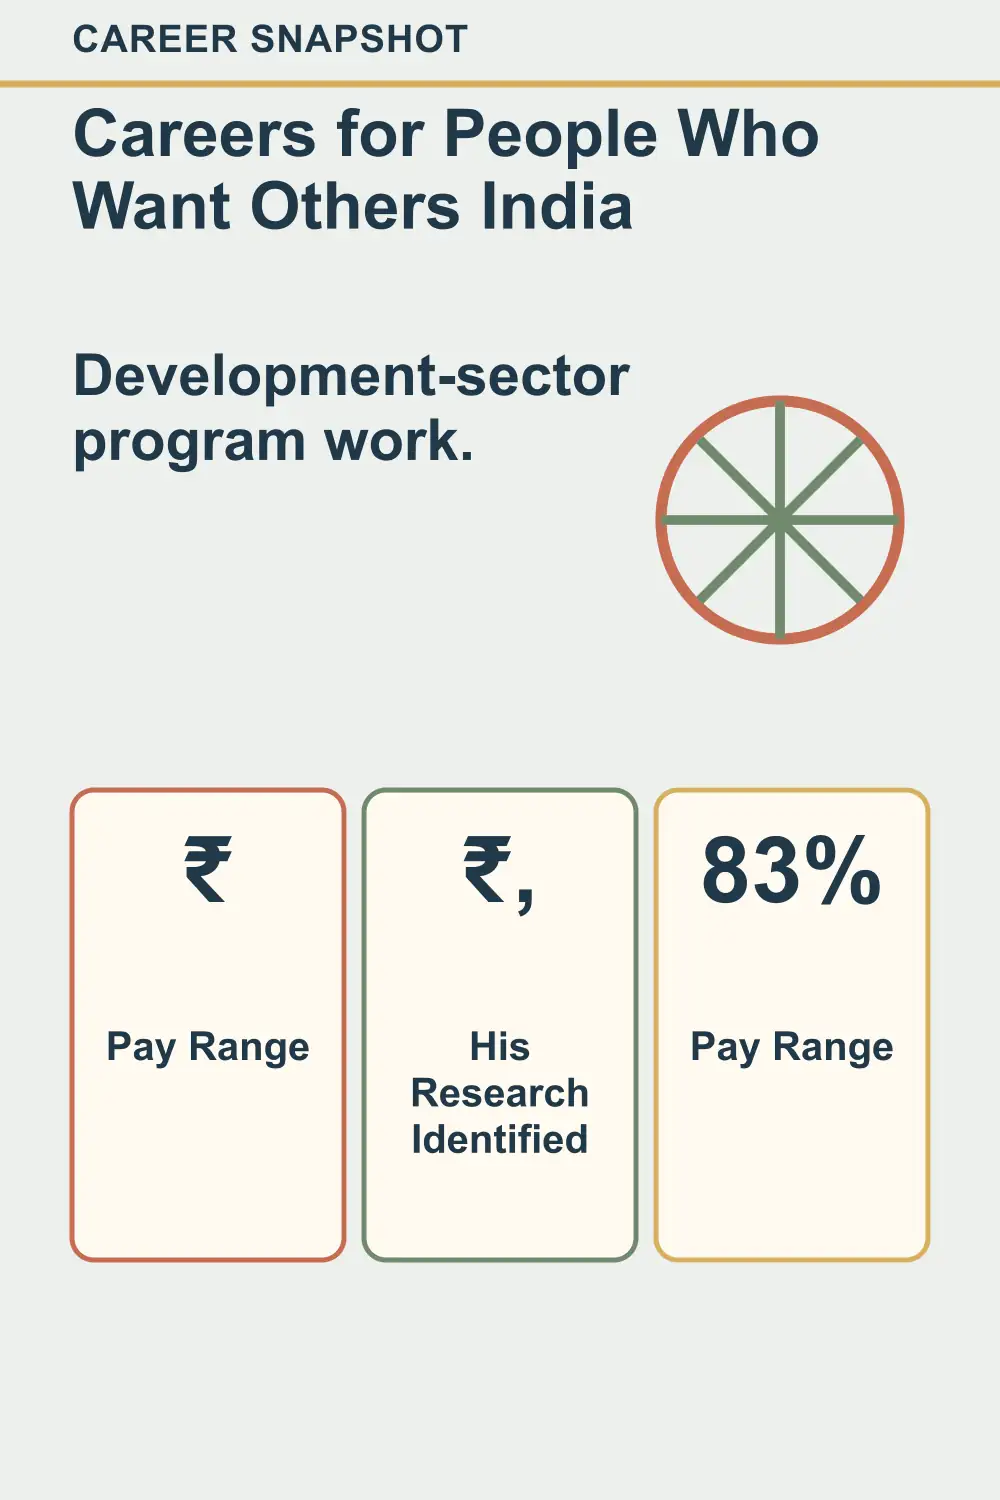 CAREER SNAPSHOT
Careers for People Who
Want Others India
Development-sector
program work.
₹
Pay Range
₹,
His
Research
Identified
83%
Pay Range